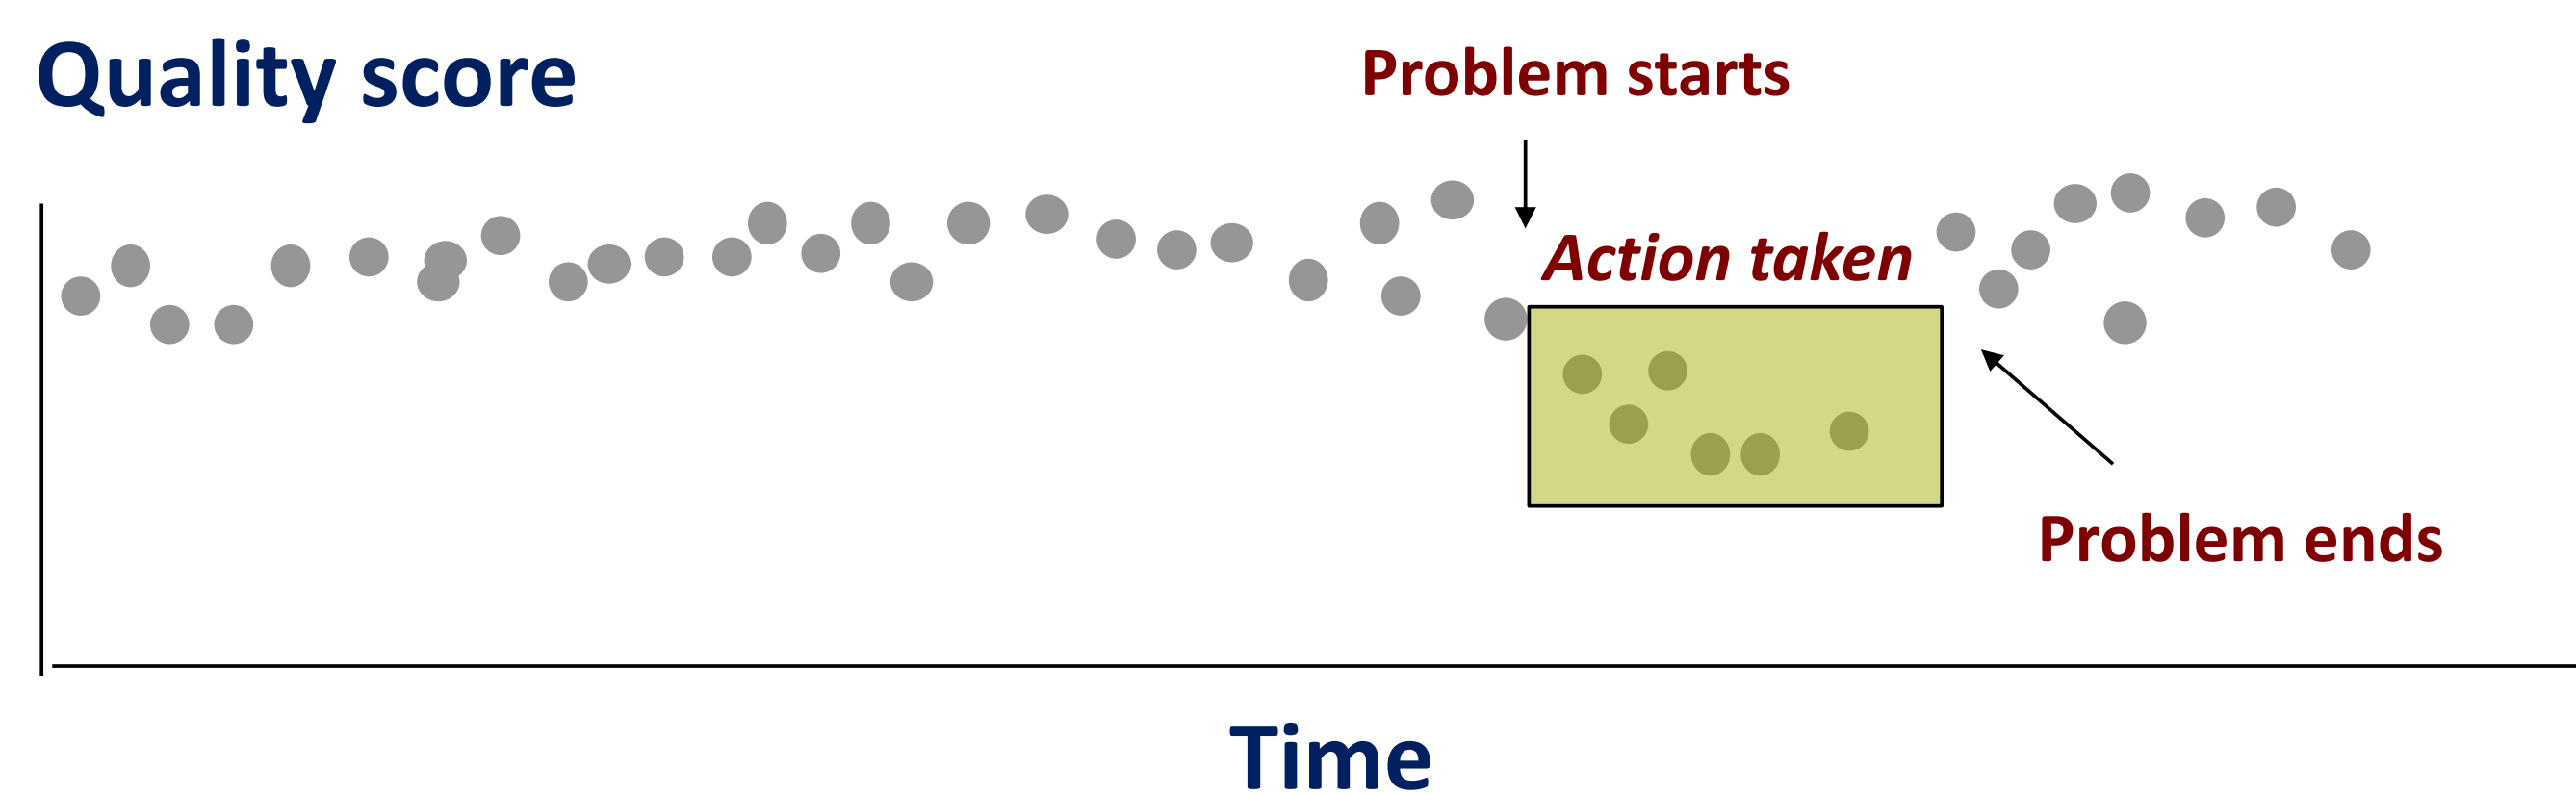 Quality score
Problem starts
Action taken
Problem ends
Time